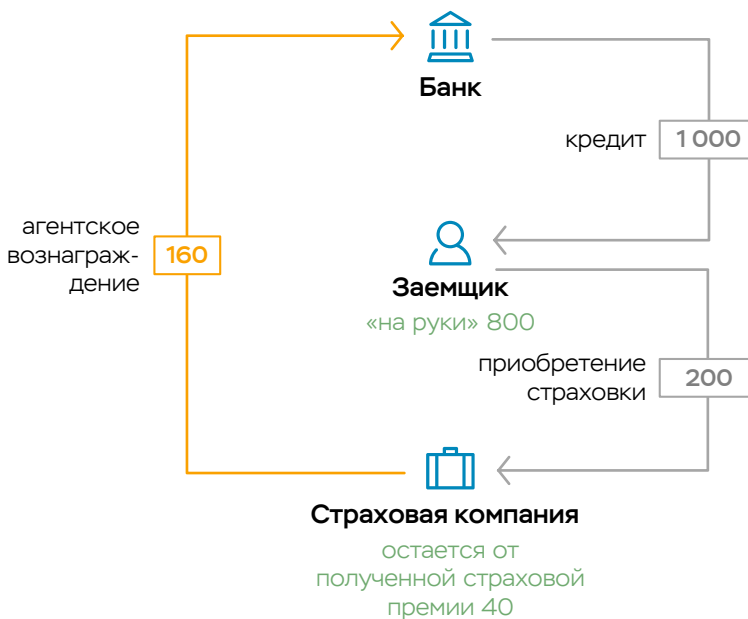 Банк
кредит
1 000
агентское
вознаграж-
дение
160
Заемщик
«на руки» 800
приобретение
страховки
200
Страховая компания
остается от
полученной страховой
премии 40